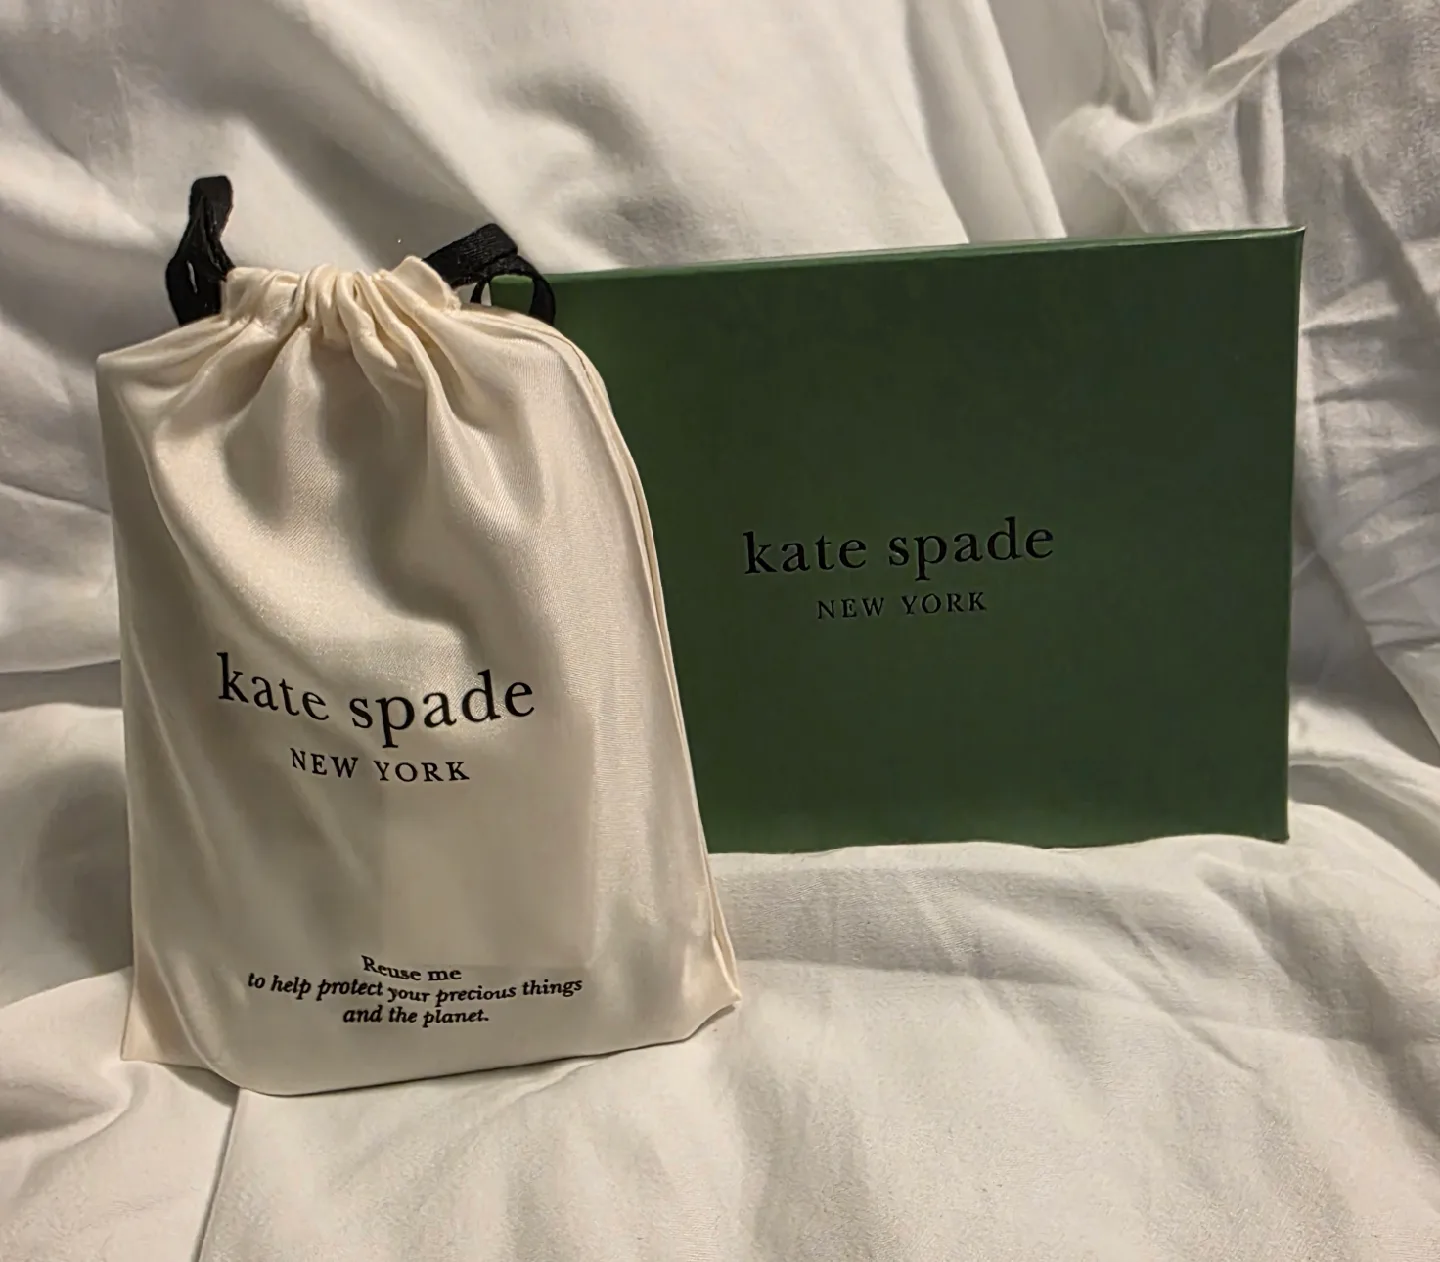 kate spade
NEW YORK
Reuse me
to help protect your precious things
and the planet.
kate spade
NEW YORK